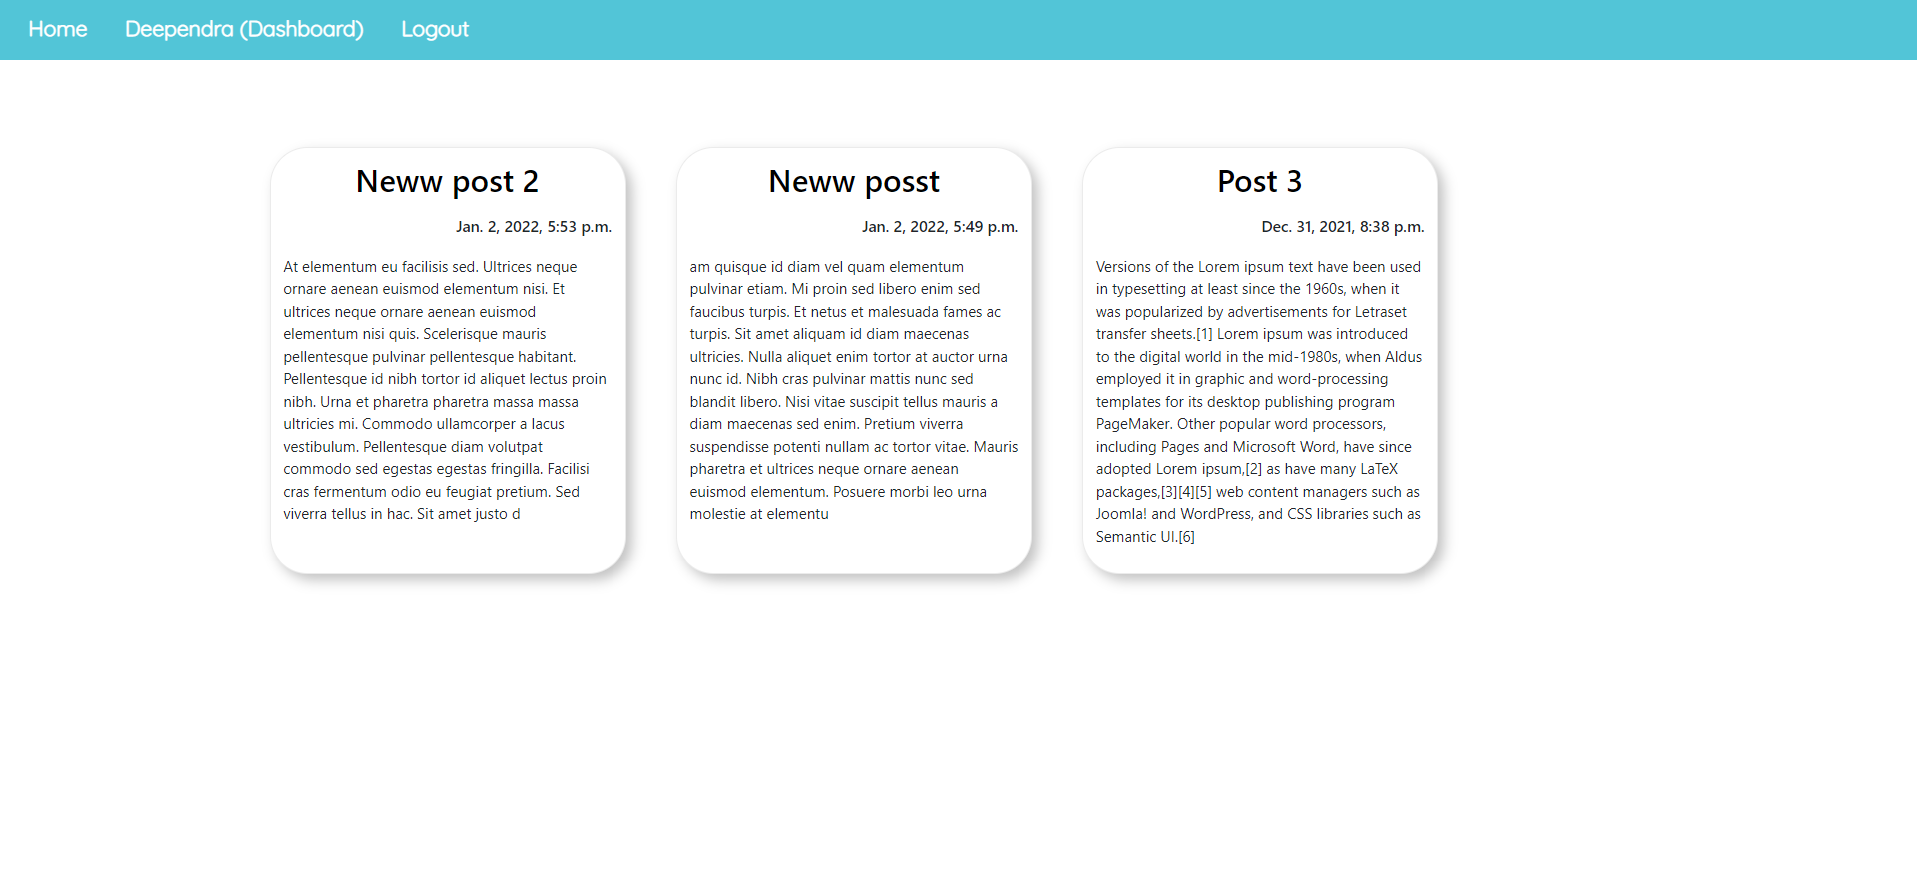 Home Deependra (Dashboard) Logout
Neww post 2
Jan. 2, 2022, 5:53 p.m.
At elementum eu facilisis sed. Ultrices neque
ornare aenean euismod elementum nisi. Et
ultrices neque ornare aenean euismod
elementum nisi quis. Scelerisque mauris
pellentesque pulvinar pellentesque habitant.
Pellentesque id nibh tortor id aliquet lectus proin
nibh. Urna et pharetra pharetra massa massa
ultricies mi. Commodo ullamcorper a lacus
vestibulum. Pellentesque diam volutpat
commodo sed egestas egestas fringilla. Facilisi
cras fermentum odio eu feugiat pretium. Sed
viverra tellus in hac. Sit amet justo d
Neww posst
Jan. 2, 2022, 5:49 p.m.
am quisque id diam vel quam elementum
pulvinar etiam. Mi proin sed libero enim sed
faucibus turpis. Et netus et malesuada fames ac
turpis. Sit amet aliquam id diam maecenas
ultricies. Nulla aliquet enim tortor at auctor urna
nunc id. Nibh cras pulvinar mattis nunc sed
blandit libero. Nisi vitae suscipit tellus mauris a
diam maecenas sed enim. Pretium viverra
suspendisse potenti nullam ac tortor vitae. Mauris
pharetra et ultrices neque ornare aenean
euismod elementum. Posuere morbi leo urna
molestie at elementu
Post 3
Dec. 31, 2021, 8:38 p.m.
Versions of the Lorem ipsum text have been used
in typesetting at least since the 1960s, when it
was popularized by advertisements for Letraset
transfer sheets.[1] Lorem ipsum was introduced
to the digital world in the mid-1980s, when Aldus
employed it in graphic and word-processing
templates for its desktop publishing program
PageMaker. Other popular word processors,
including Pages and Microsoft Word, have since
adopted Lorem ipsum,[2] as have many LaTeX
packages,[3][4][5] web content managers such as
Joomla! and WordPress, and CSS libraries such as
Semantic UI.[6]